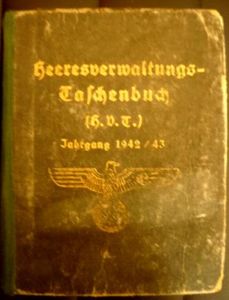 Heeresverwaltungs-
Taschenbuch
(H.V.T.)
Jahrgang 1942/43